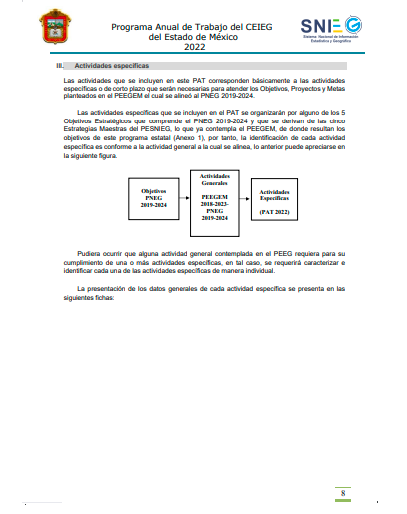 Programa Anual de Trabajo del CEIEG
del Estado de México
2022
SNIEG
Sistema Nacional de Información
Estadística y Geográfica
III. Actividades específicas
Las actividades que se incluyen en este PAT corresponden básicamente a las actividades
específicas o de corto plazo que serán necesarias para atender los Objetivos, Proyectos y Metas
planteados en el PEEGEM el cual se alineó al PNEG 2019-2024.
Las actividades específicas que se incluyen en el PAT se organizarán por alguno de los 5
Objetivos Estratégicos que comprende el PNEG 2019-2024 y que se derivan de las cinco
Estrategias Maestras del PESNIEG, lo que ya contempla el PEEGEM, de donde resultan los
objetivos de este programa estatal (Anexo 1), por tanto, la identificación de cada actividad
específica es conforme a la actividad general a la cual se alinea, lo anterior puede apreciarse en
la siguiente figura.
Objetivos
PNEG
2019-2024
Actividades
Generales
PEEGEM
2018-2023-
PNEG
2019-2024
Actividades
Específicas
(PAT 2022)
Pudiera ocurrir que alguna actividad general contemplada en el PEEG requiera para su
cumplimiento de una o más actividades específicas, en tal caso, se requerirá caracterizar e
identificar cada una de las actividades específicas de manera individual.
La presentación de los datos generales de cada actividad específica se presenta en las
siguientes fichas:
8